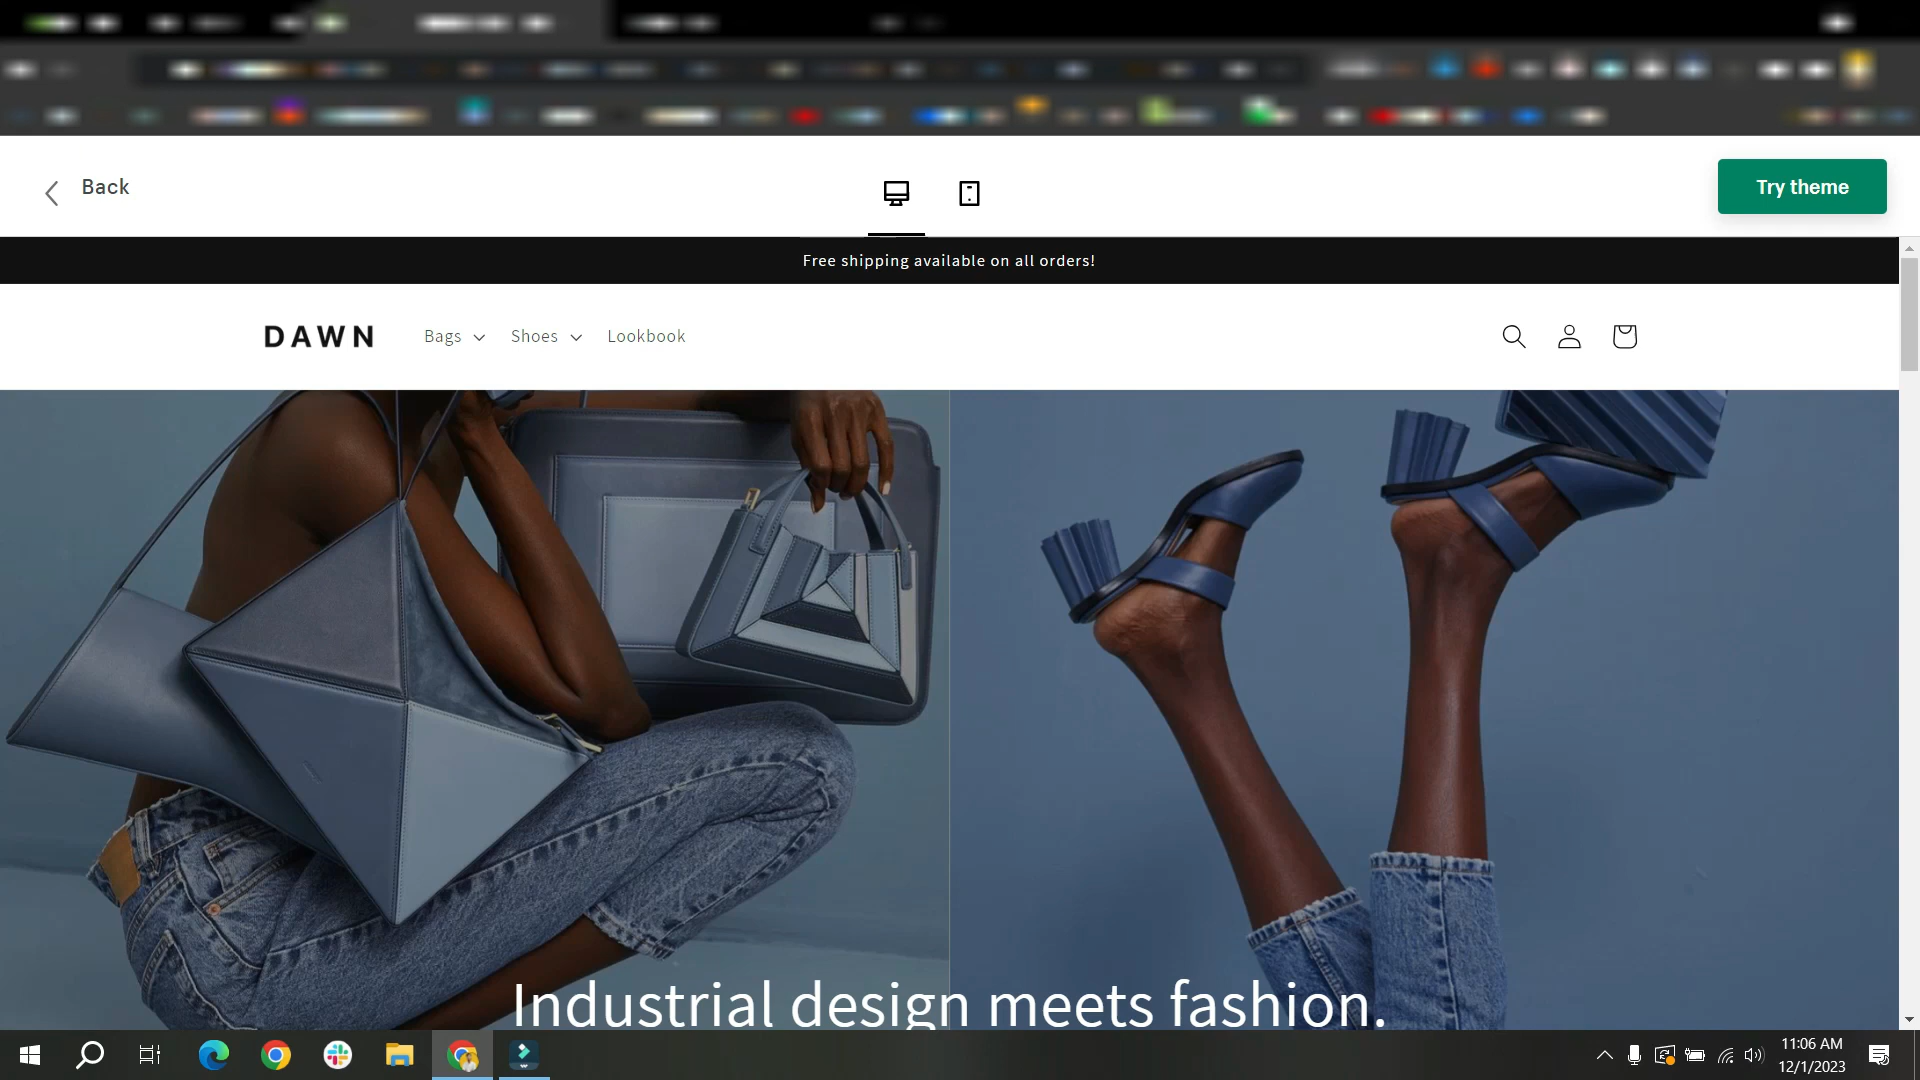 Back
Try theme
Free shipping available on all orders!
DAWN
Bags
Shoes
Lookbook
Industrial design meets fashion.
11:06 AM
12/1/2023